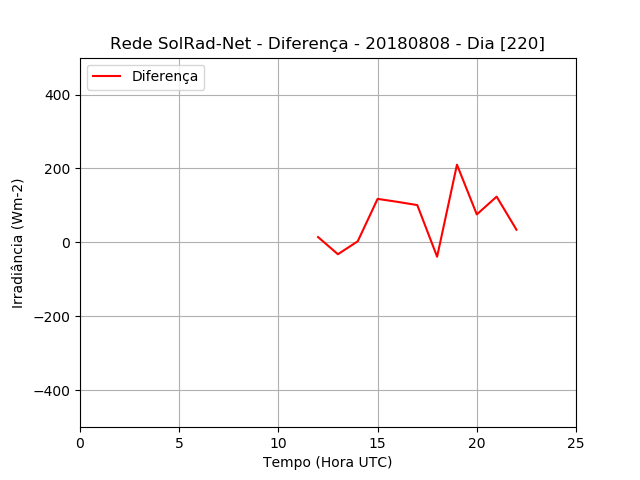 Rede SolRad-Net - Diferença - 20180808 - Dia [220]
Diferença
Irradiância (Wm-2)
400
200
0
−200
−400
0 5 10 15 20 25
Tempo (Hora UTC)